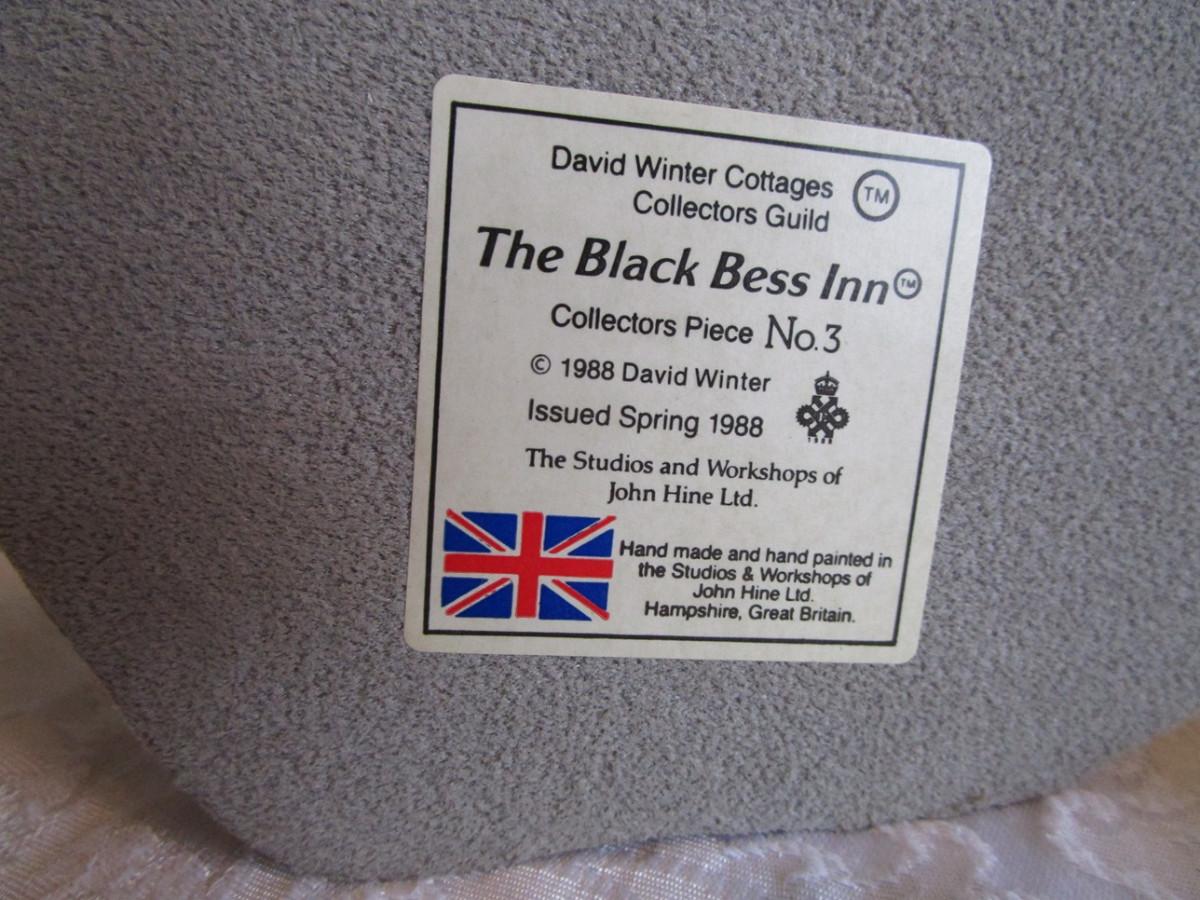 David Winter Cottages TM
Collectors Guild
The Black Bess Inn TM
Collectors Piece No.3
© 1988 David Winter
Issued Spring 1988
The Studios and Workshops of
John Hine Ltd.
Hand made and hand painted in
the Studios & Workshops of
John Hine Ltd.
Hampshire, Great Britain.